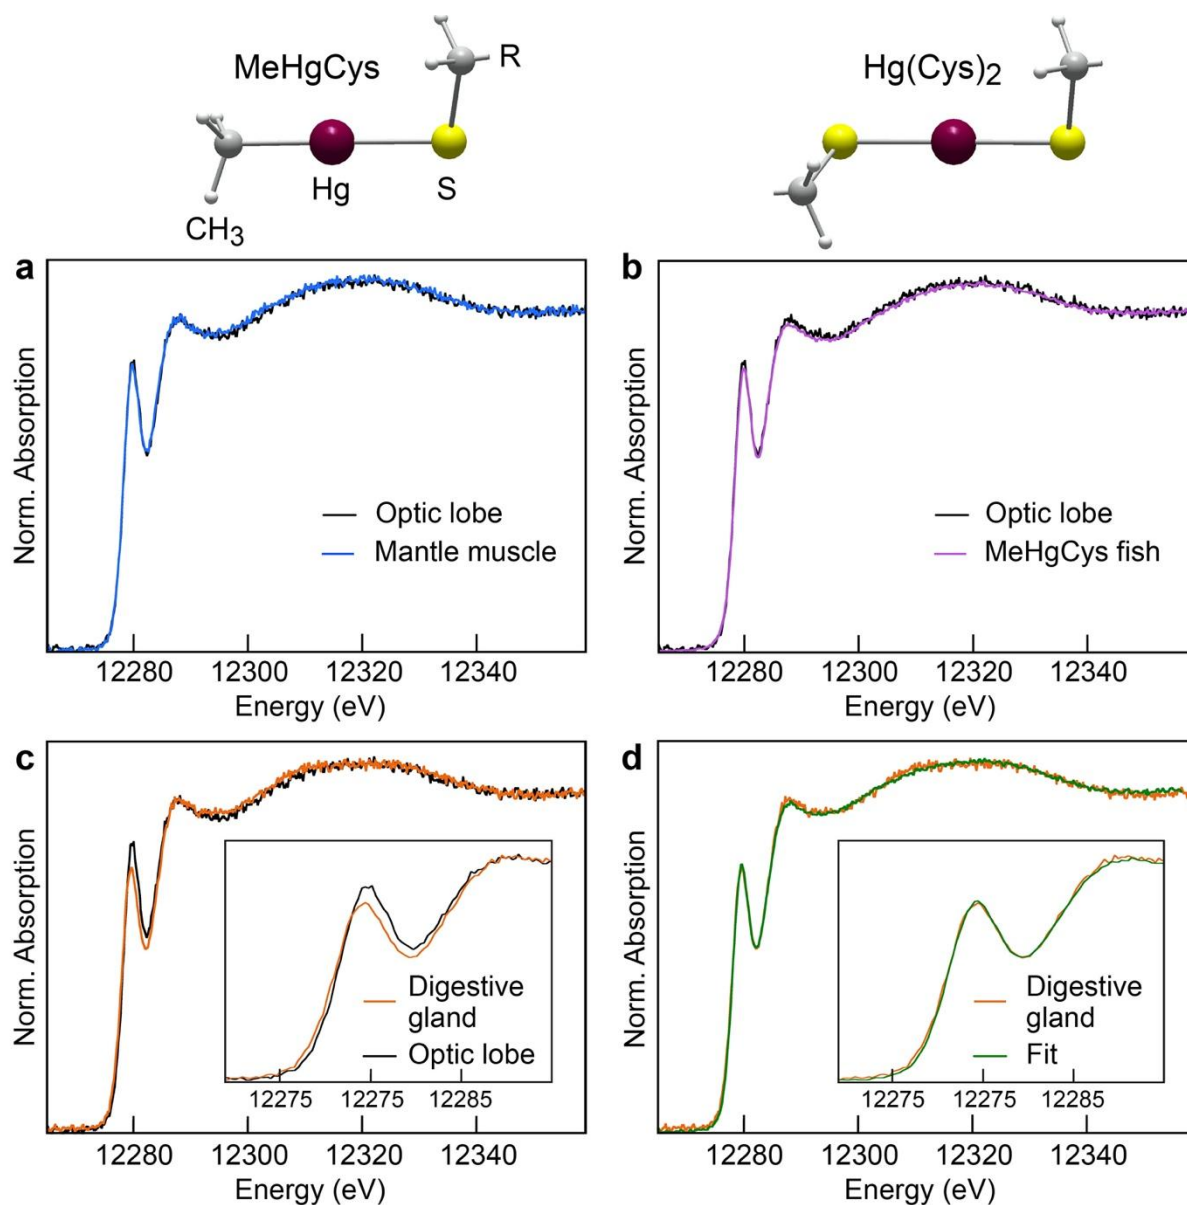 MeHgCys
R
Hg
S
CH3
Hg(Cys)2
a
Norm. Absorption
Optic lobe
Mantle muscle
12280 12300 12320 12340
Energy (eV)
b
Norm. Absorption
Optic lobe
MeHgCys fish
12280 12300 12320 12340
Energy (eV)
c
Norm. Absorption
Digestive
gland
Optic lobe
12275 12275 12285
12280 12300 12320 12340
Energy (eV)
d
Norm. Absorption
Digestive
gland
Fit
12275 12275 12285
12280 12300 12320 12340
Energy (eV)